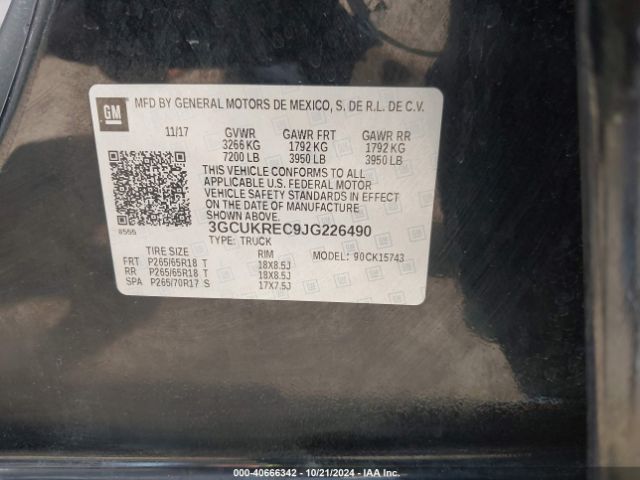 GM
MFD BY GENERAL MOTORS DE MEXICO, S. DE R.L. DE C.V.
11/17 GVWR GAWR FRT GAWR RR
3266 KG 1792 KG 1792 KG
7200 LB 3950 LB 3950 LB
THIS VEHICLE CONFORMS TO ALL
APPLICABLE U.S. FEDERAL MOTOR
VEHICLE SAFETY STANDARDS IN EFFECT
ON THE DATE OF MANUFACTURE
SHOWN ABOVE.
3GCUKREC9JG226490
TYPE: TRUCK
TIRE SIZE RIM MODEL: 90CK15743
FRT P265/65R18 T 18X8.5J
RR P265/65R18 T 18X8.5J
SPA P265/70R17 S 17X7.5J
©-40666342 | 10/21/2024 - IAA Inc.